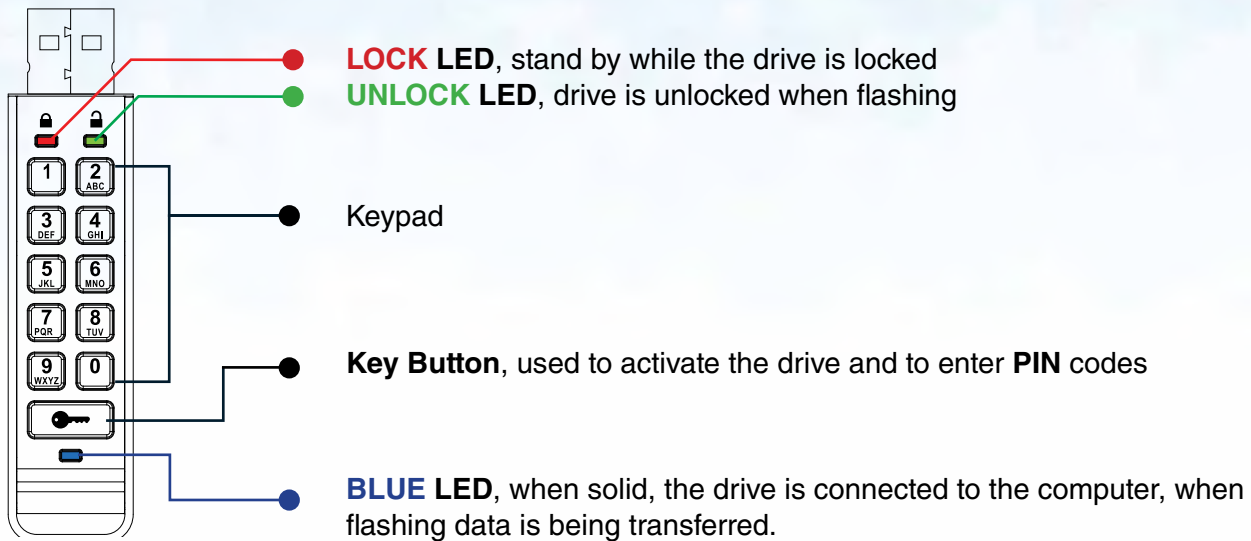 LOCK LED, stand by while the drive is locked
UNLOCK LED, drive is unlocked when flashing
1 2
ABC
Keypad
3 4
DEF GHI
5 6
JKL MNO
7 8
PQR TUV
9 0
WXYZ
Key Button, used to activate the drive and to enter PIN codes
BLUE LED, when solid, the drive is connected to the computer, when
flashing data is being transferred.